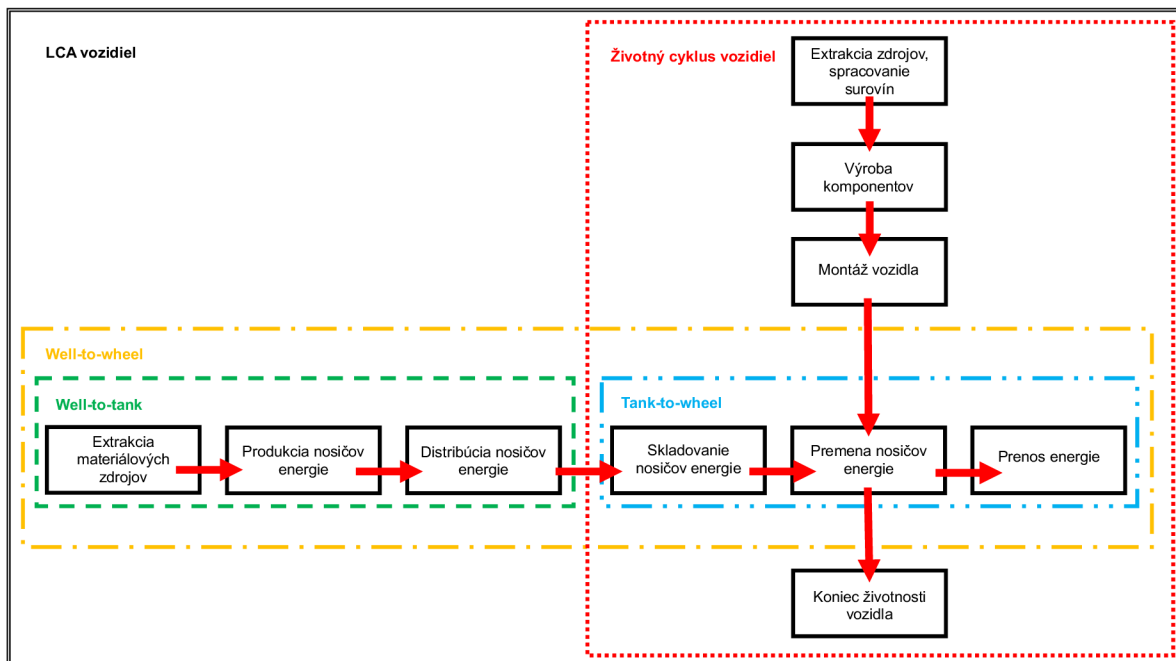 LCA vozidiel
Životný cyklus vozidiel
Extrakcia zdrojov,
spracovanie
surovín
Výroba
komponentov
Montáž vozidla
Well-to-wheel
Well-to-tank
Tank-to-wheel
Extrakcia
materiálových
zdrojov
Produkcia nosičov
energie
Distribúcia nosičov
energie
Skladovanie
nosičov energie
Premena nosičov
energie
Prenos energie
Koniec životnosti
vozidla